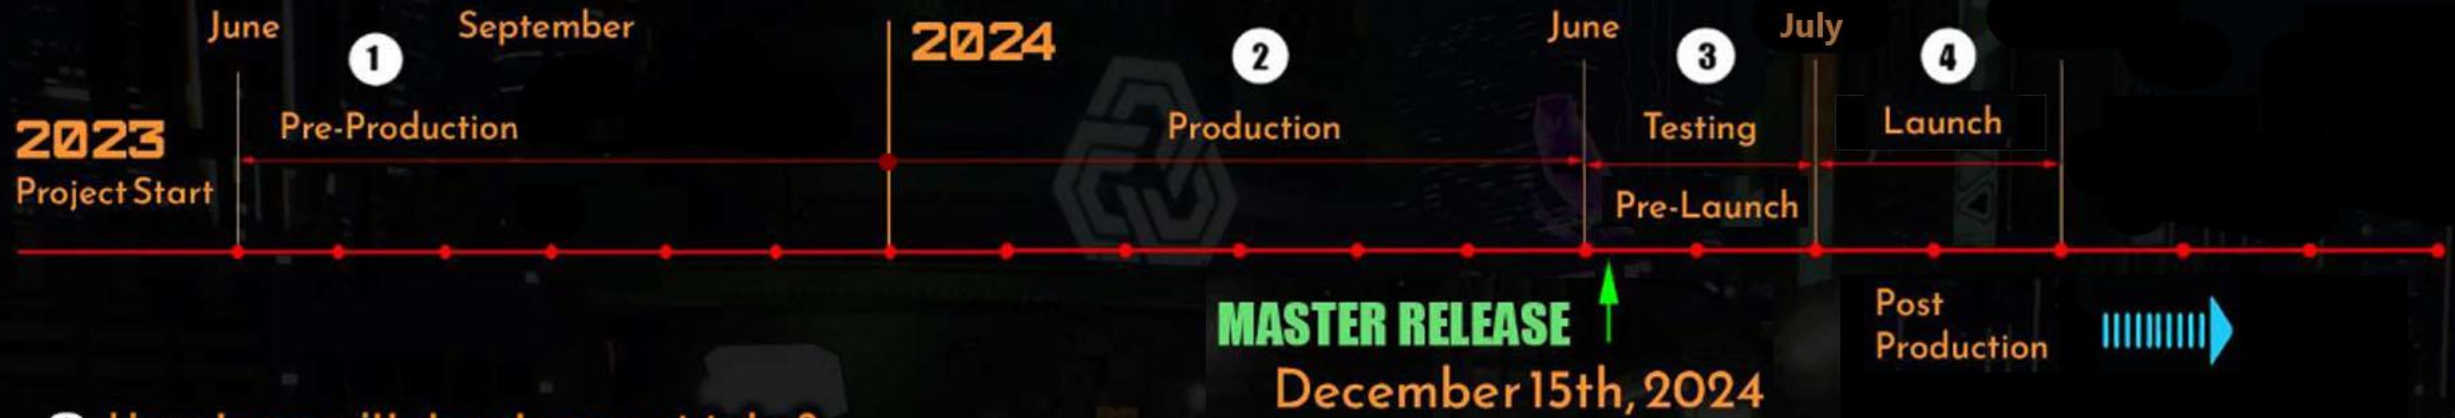 June
September
2024
June
July
1
2
3
4
Pre-Production
Production
Testing
Launch
2023
Project Start
Pre-Launch
MASTER RELEASE
December 15th, 2024
Post
Production